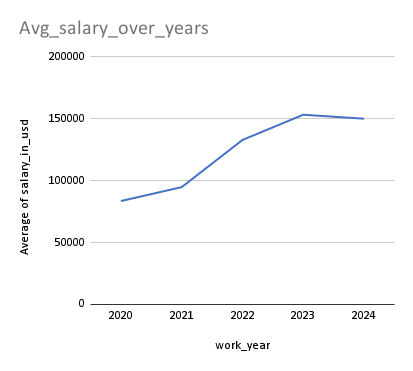 Avg_salary_over_years
200000
150000
100000
50000
0
Average of salary_in_usd
2020 2021 2022 2023 2024
work_year